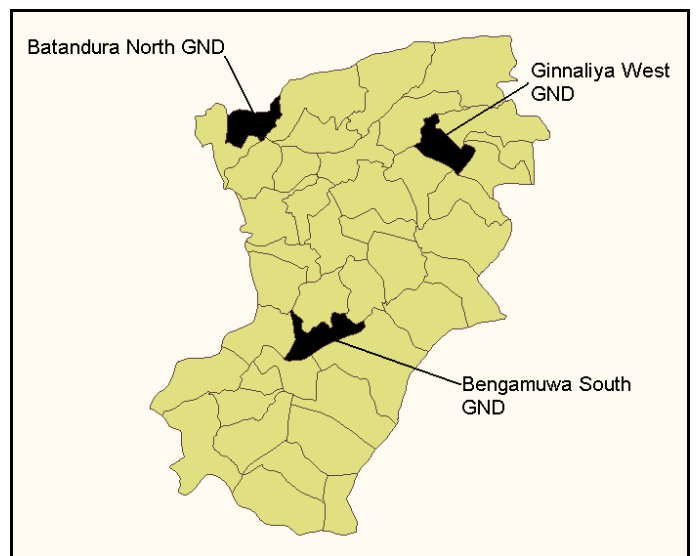 Batandura North GND
Ginnaliya West
GND
Bengamuwa South
GND